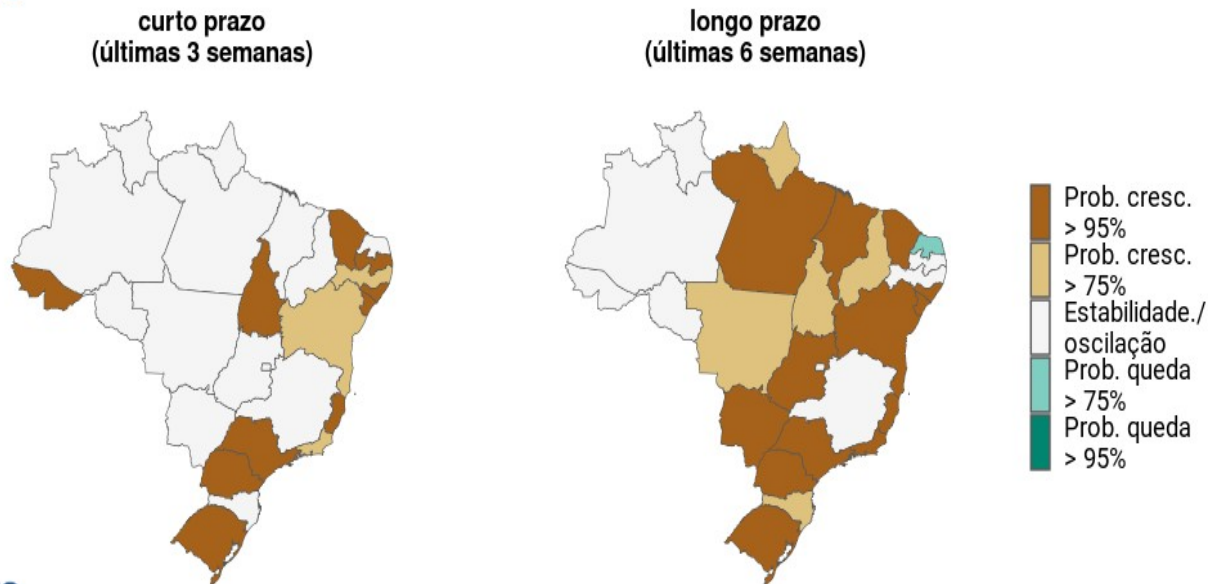 curto prazo
(últimas 3 semanas)
longo prazo
(últimas 6 semanas)
Prob. cresc.
> 95%
Prob. cresc.
> 75%
Estabilidade./
oscilação
Prob. queda
> 75%
Prob. queda
> 95%